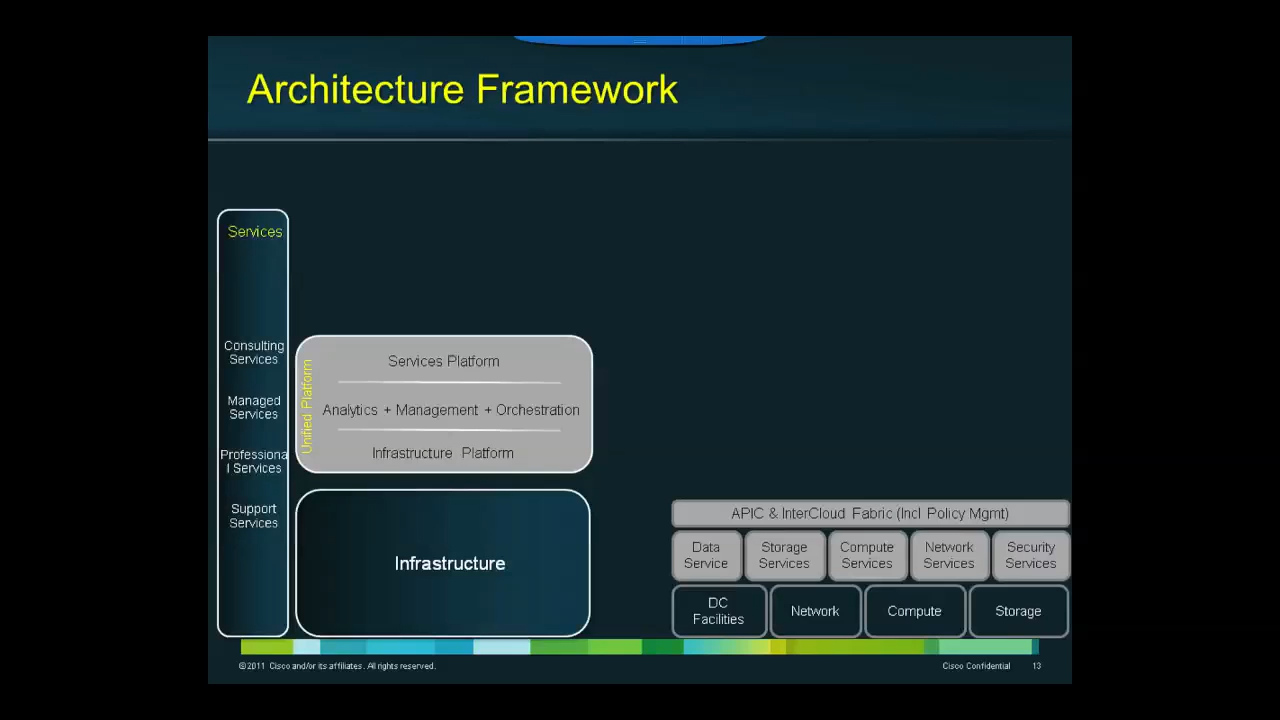 Architecture Framework
Services
Consulting
Services
Managed
Services
Professiona
l Services
Support
Services
Unified Platform
Services Platform
Analytics + Management + Orchestration
Infrastructure Platform
Infrastructure
APIC & InterCloud Fabric (Incl Policy Mgmt)
Data
Service
Storage
Services
Compute
Services
Network
Services
Security
Services
DC
Facilities
Network
Compute
Storage
©2011 Cisco and/or its affiliates. All rights reserved.
Cisco Confidential
13